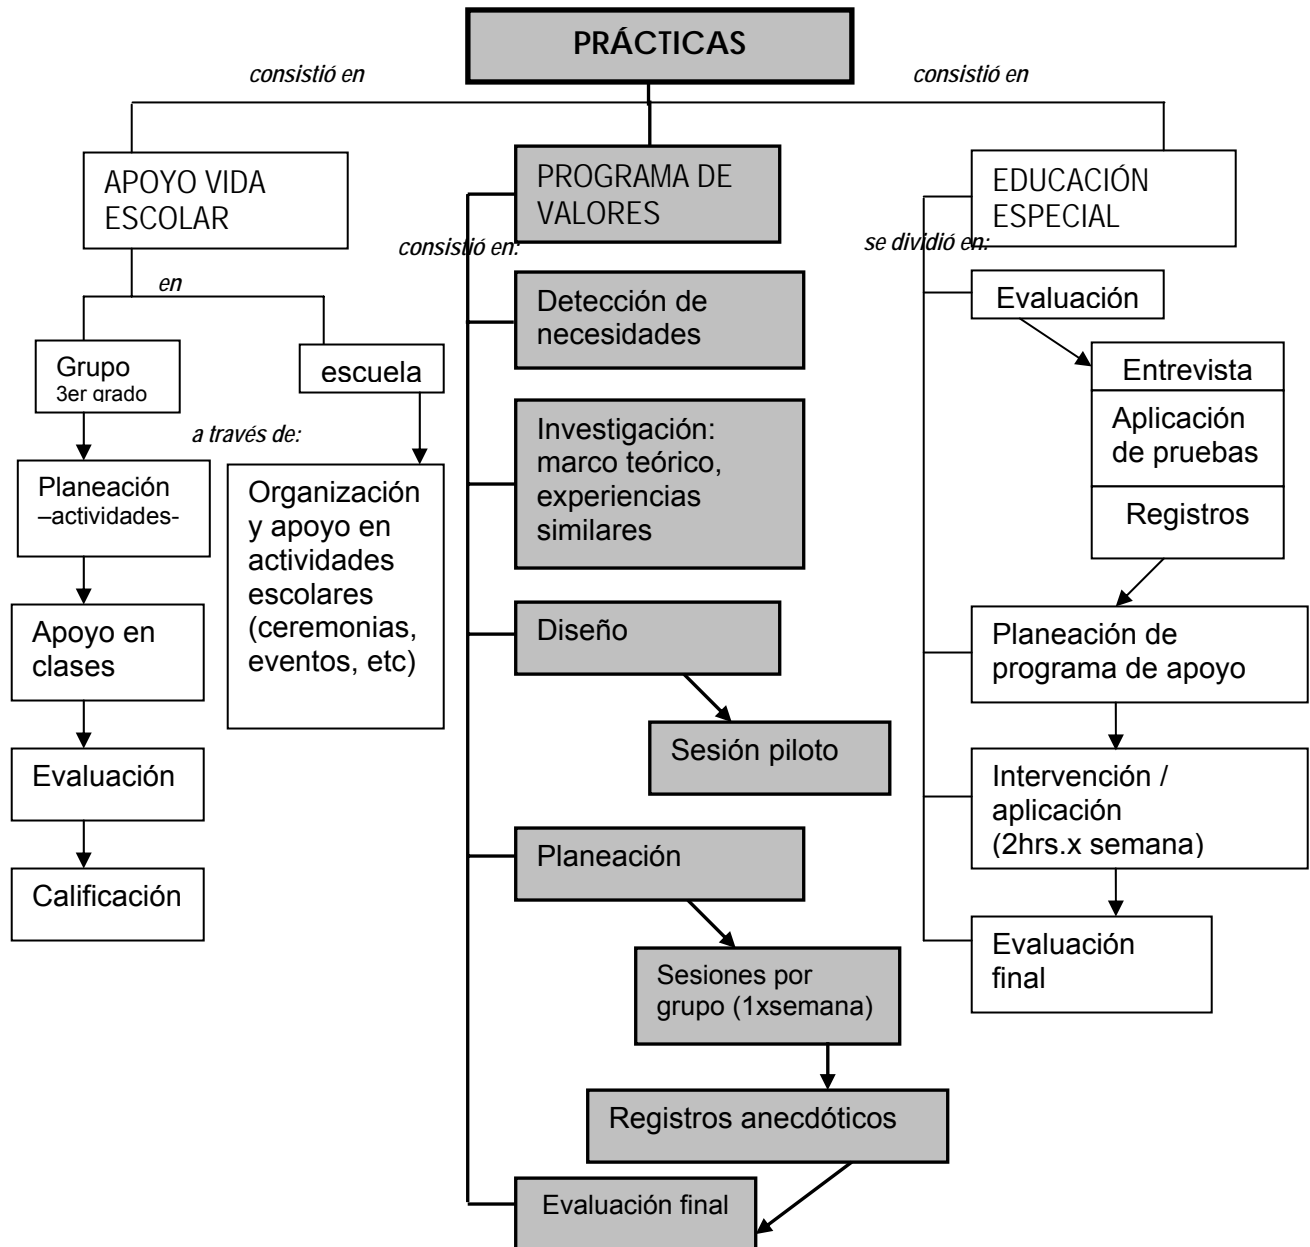 PRÁCTICAS
consistió en
consistió en
APOYO VIDA
ESCOLAR
en
Grupo
3er grado
escuela
a través de:
Planeación
–actividades-
Organización
y apoyo en
actividades
escolares
(ceremonias,
eventos, etc)
Apoyo en
clases
Evaluación
Calificación
PROGRAMA DE
VALORES
consistió en:
Detección de
necesidades
Investigación:
marco teórico,
experiencias
similares
Diseño
Sesión piloto
Planeación
Sesiones por
grupo (1xsemana)
Registros anecdóticos
Evaluación final
EDUCACIÓN
ESPECIAL
se dividió en:
Evaluación
Entrevista
Aplicación
de pruebas
Registros
Planeación de
programa de apoyo
Intervención /
aplicación
(2hrs.x semana)
Evaluación
final